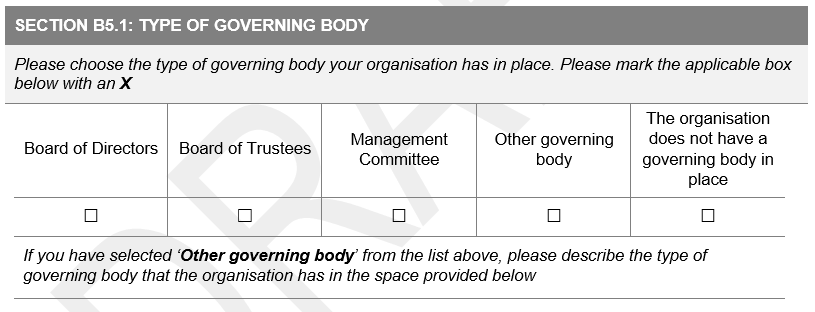 SECTION B5.1: TYPE OF GOVERNING BODY
Please choose the type of governing body your organisation has in place. Please mark the applicable box
below with an X
Board of Directors
Board of Trustees
Management
Committee
Other governing
body
The organisation
does not have a
governing body in
place
☐ ☐ ☐ ☐ ☐
If you have selected ‘Other governing body’ from the list above, please describe the type of
governing body that the organisation has in the space provided below